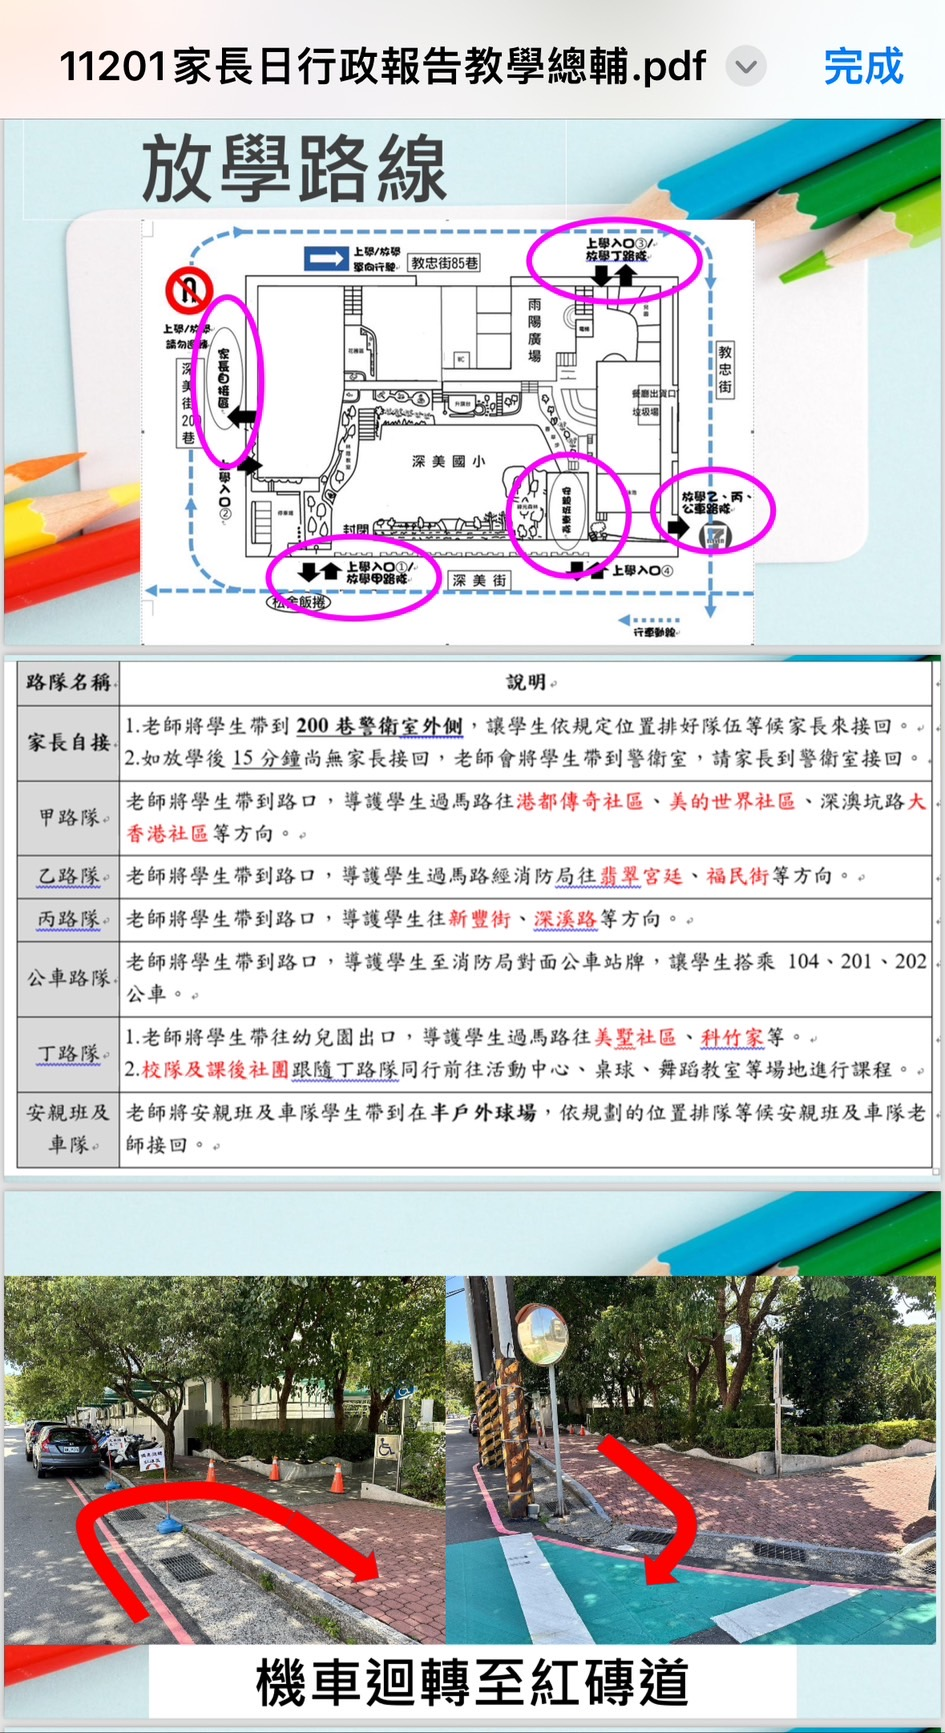 11201家長日行政報告教學總輔.pdf
完成
放學路線
上學/放學
單向行駛
教忠街85巷
上學入口③/
放學丁路隊
上學/放學
請勿迴轉
家長自接區
深美街200巷
雨陽廣場
電梯
教忠街
餐廳出貨口
垃圾場
升旗台
深美國小
安親班車隊
放學乙、丙、
公車路隊
上學入口②
封閉
上學入口①/
放學甲路隊
深美街
上學入口④
松舍飯捲
行車動線
路隊名稱
說明
家長自接
1.老師將學生帶到 200 巷警衛室外側，讓學生依規定位置排好隊伍等候家長來接回。
2.如放學後 15 分鐘尚無家長接回，老師會將學生帶到警衛室，請家長到警衛室接回。
甲路隊
老師將學生帶到路口，導護學生過馬路往港都傳奇社區、美的世界社區、深澳坑路大
香港社區等方向。
乙路隊
老師將學生帶到路口，導護學生過馬路經消防局往翡翠宮廷、福民街等方向。
丙路隊
老師將學生帶到路口，導護學生往新豐街、深溪路等方向。
公車路隊
老師將學生帶到路口，導護學生至消防局對面公車站牌，讓學生搭乘 104、201、202
公車。
丁路隊
1.老師將學生帶往幼兒園出口，導護學生過馬路往美墅社區、科竹家等。
2.校隊及課後社團跟隨丁路隊同行前往活動中心、桌球、舞蹈教室等場地進行課程。
安親班及
車隊
老師將安親班及車隊學生帶到在半戶外球場，依規劃的位置排隊等候安親班及車隊老
師接回。
機車迴轉至紅磚道